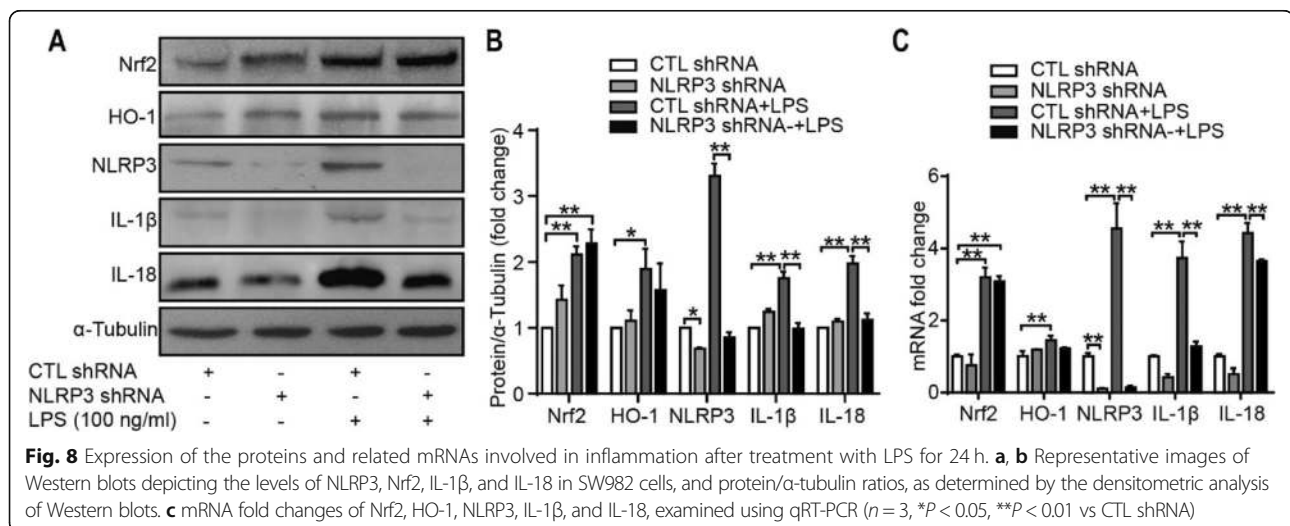 A
Nrf2
HO-1
NLRP3
IL-1β
IL-18
α-Tubulin
CTL shRNA + - + -
NLRP3 shRNA - + - +
LPS (100 ng/ml) - - + +
B
CTL shRNA
NLRP3 shRNA
CTL shRNA+LPS
NLRP3 shRNA-+LPS
Protein/α-Tubulin (fold change)
4
3
2
1
0
** ** * * ** ** ** ** **
Nrf2 HO-1 NLRP3 IL-1β IL-18
C
CTL shRNA
NLRP3 shRNA
CTL shRNA+LPS
NLRP3 shRNA-+LPS
mRNA fold change
6
4
2
0
** ** ** ** ** ** ** ** ** **
Nrf2 HO-1 NLRP3 IL-1β IL-18
Fig. 8 Expression of the proteins and related mRNAs involved in inflammation after treatment with LPS for 24 h. a, b Representative images of
Western blots depicting the levels of NLRP3, Nrf2, IL-1β, and IL-18 in SW982 cells, and protein/α-tubulin ratios, as determined by the densitometric analysis
of Western blots. c mRNA fold changes of Nrf2, HO-1, NLRP3, IL-1β, and IL-18, examined using qRT-PCR (n = 3, *P < 0.05, **P < 0.01 vs CTL shRNA)